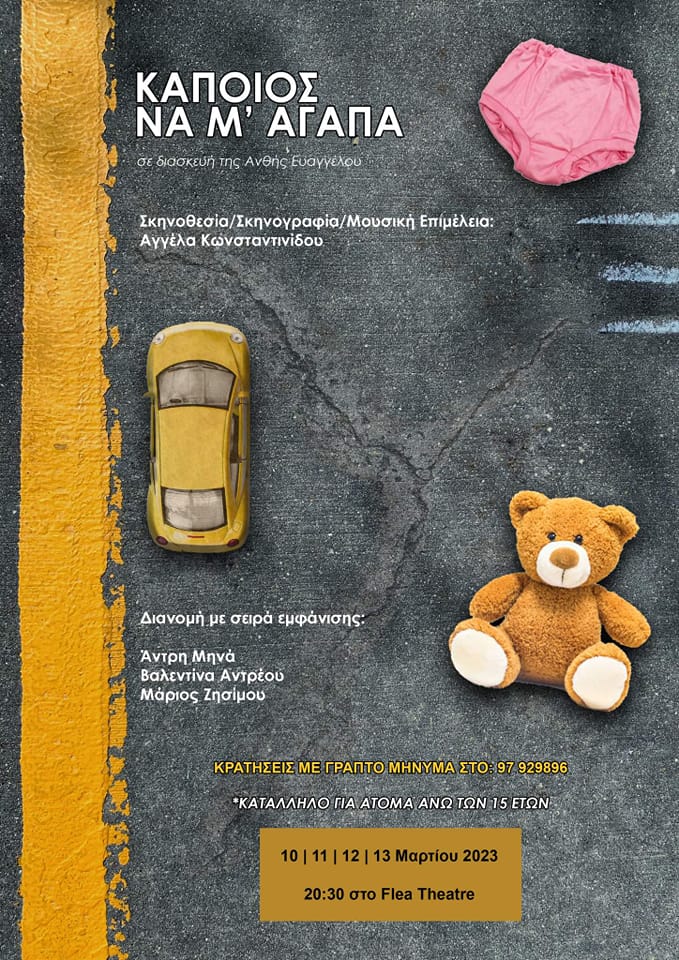 ΚΑΠΟΙΟΣ
ΝΑ Μ' ΑΓΑΠΑ
σε διασκευή της Ανθής Ευαγγέλου
Σκηνοθεσία/Σκηνογραφία/Μουσική Επιμέλεια:
Αγγέλα Κωνσταντινίδου
Διανομή με σειρά εμφάνισης:
Άντρη Μηνά
Βαλεντίνα Αντρέου
Μάριος Ζησίμου
ΚΡΑΤΗΣΕΙΣ ΜΕ ΓΡΑΠΤΟ ΜΗΝΥΜΑ ΣΤΟ: 97 929896
*ΚΑΤΑΛΛΗΛΟ ΓΙΑ ΑΤΟΜΑ ΑΝΩ ΤΩΝ 15 ΕΤΩΝ
10 | 11 | 12 | 13 Μαρτίου 2023
20:30 στο Flea Theatre